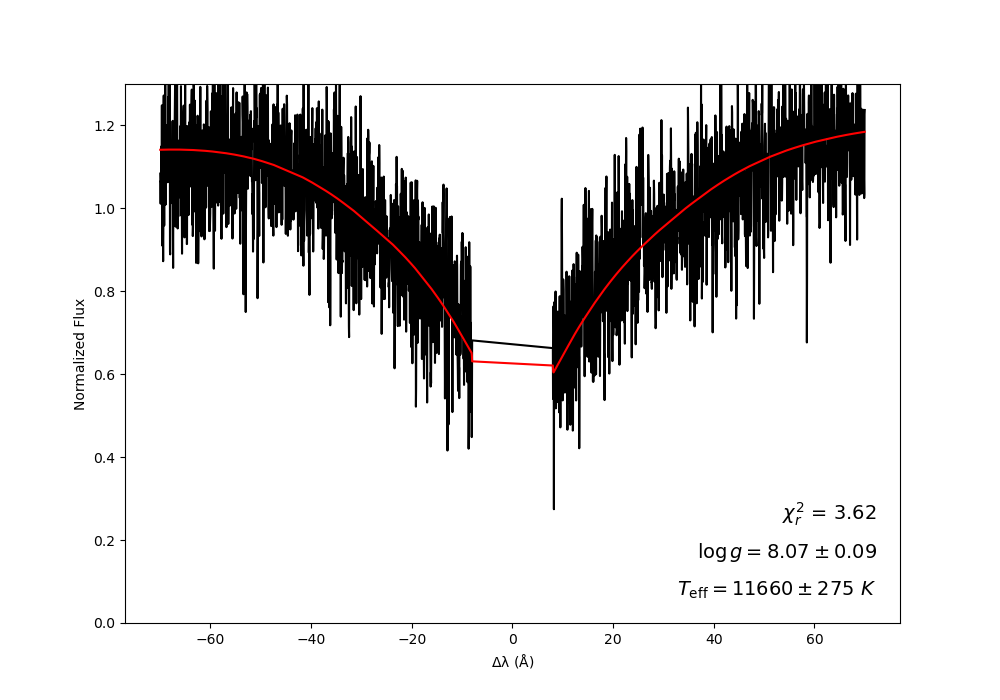 1.2
1.0
0.8
0.6
0.4
0.2
0.0
Normalized Flux
χ²ᵣ = 3.62
log g = 8.07 ± 0.09
T_eff = 11660 ± 275 K
−60 −40 −20 0 20 40 60
Δλ (Å)